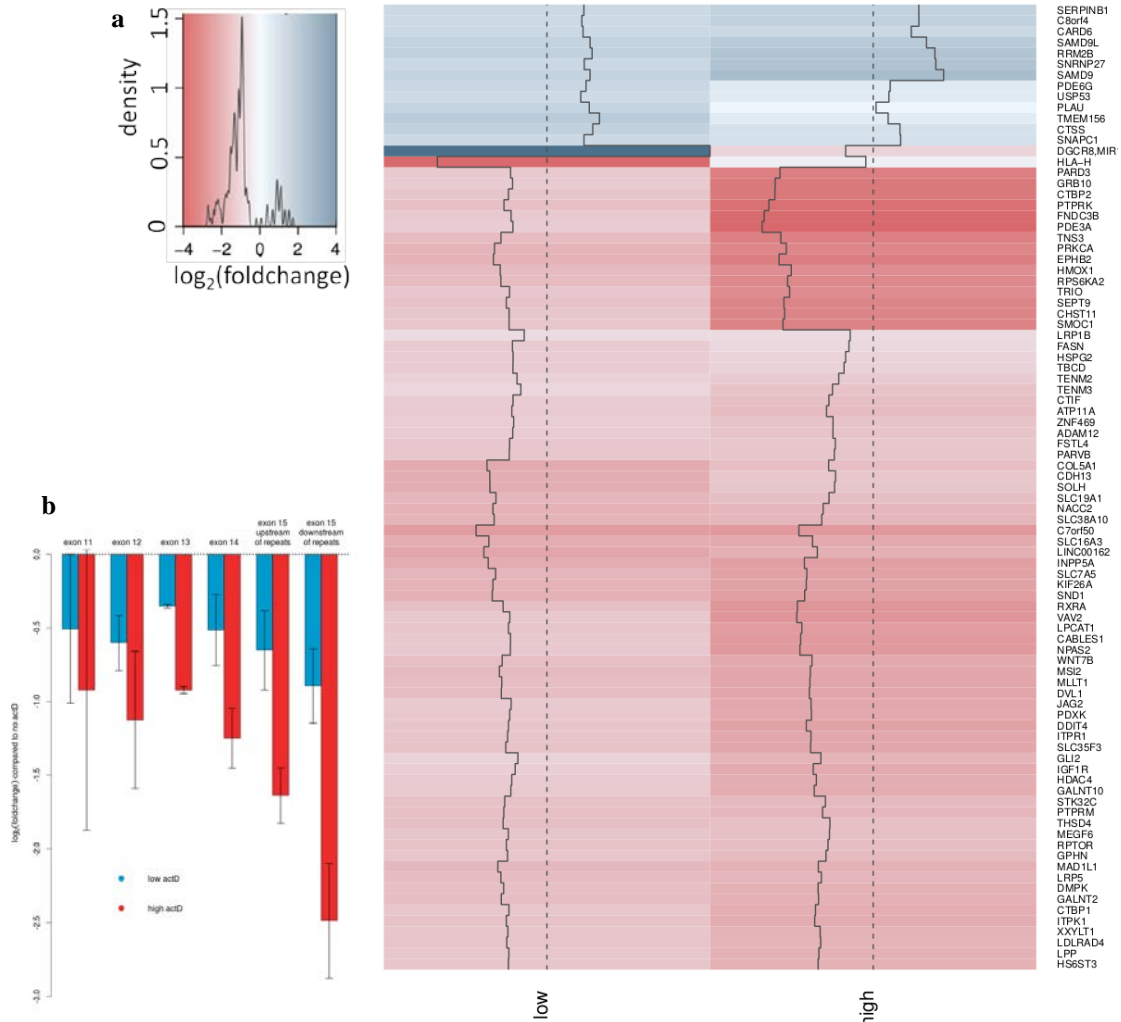 a
density
0
0.5
1
1.5
−4
−2
0
2
4
log2(foldchange)
SERPINB1
C8orf4
CARD6
SAMD9L
RRM2B
SNRNP27
SAMD9
PDE6G
USP53
PLAU
TMEM156
CTSS
SNAPC1
DGCR8,MIR
HLA−H
PARD3
GRB10
CTBP2
PTPRK
FNDC3B
PDE3A
TNS3
PRKCA
EPHB2
HMOX1
RPS6KA2
TRIO
SEPT9
CHST11
SMOC1
LRP1B
FASN
HSPG2
TBCD
TENM2
TENM3
CTIF
ATP11A
ZNF469
ADAM12
FSTL4
PARVB
COL5A1
CDH13
SOLH
SLC19A1
NACC2
SLC38A10
C7orf50
SLC16A3
LINC00162
INPP5A
SLC7A5
KIF26A
SND1
RXRA
VAV2
LPCAT1
CABLES1
NPAS2
WNT7B
MSI2
MLLT1
DVL1
JAG2
PDXK
DDIT4
ITPR1
SLC35F3
GLI2
IGF1R
HDAC4
GALNT10
STK32C
PTPRM
THSD4
MEGF6
RPTOR
GPHN
MAD1L1
LRP5
DMPK
GALNT2
CTBP1
ITPK1
XXYLT1
LDLRAD4
LPP
HS6ST3
low
high
b
exon 11
exon 12
exon 13
exon 14
exon 15
upstream
of repeats
exon 15
downstream
of repeats
0.0
-0.5
-1.0
-1.5
-2.0
-2.5
-3.0
log2(foldchange) compared to no actD
low actD
high actD